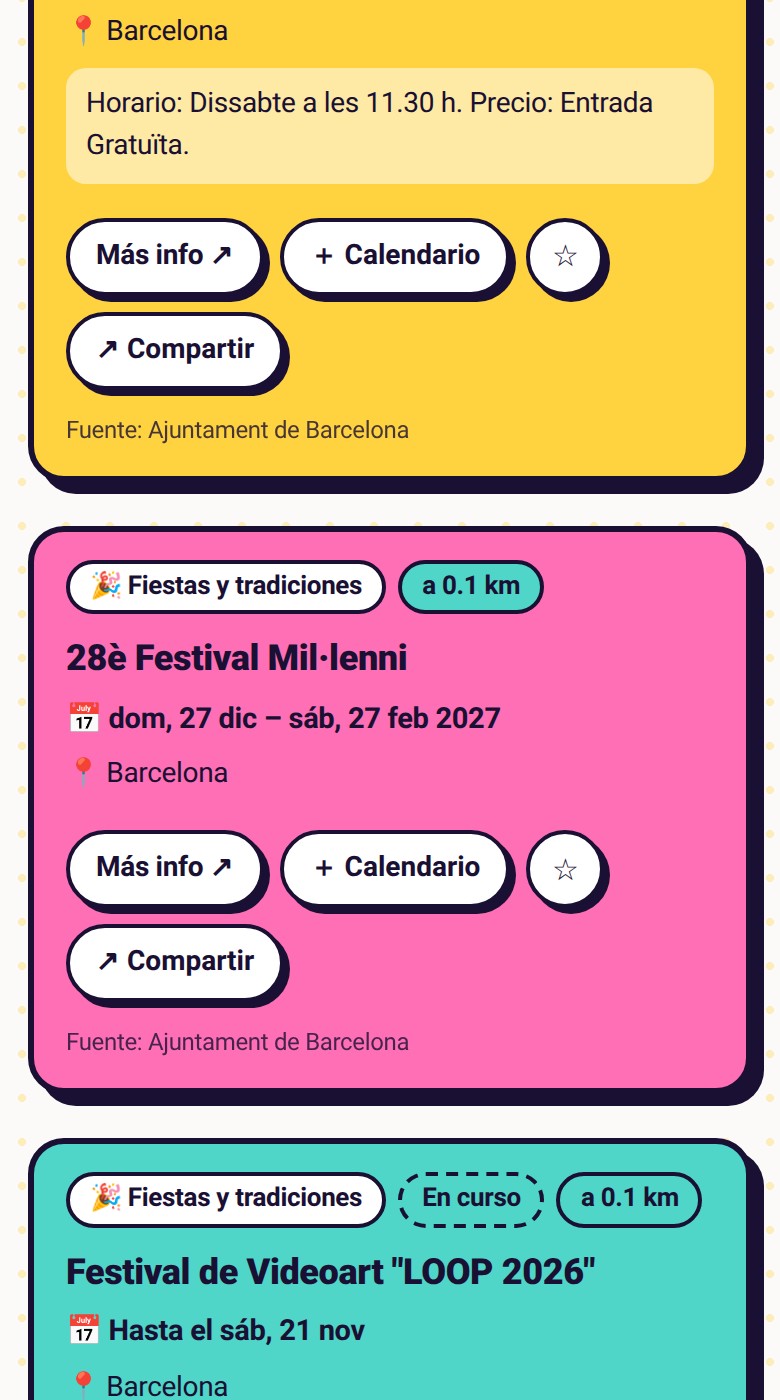 📍 Barcelona
Horario: Dissabte a les 11.30 h. Precio: Entrada
Gratuïta.
Más info ↗
+ Calendario
☆
↗ Compartir
Fuente: Ajuntament de Barcelona
🎉 Fiestas y tradiciones
a 0.1 km
28è Festival Mil·lenni
📅 dom, 27 dic – sáb, 27 feb 2027
📍 Barcelona
Más info ↗
+ Calendario
☆
↗ Compartir
Fuente: Ajuntament de Barcelona
🎉 Fiestas y tradiciones
En curso
a 0.1 km
Festival de Videoart "LOOP 2026"
📅 Hasta el sáb, 21 nov
📍 Barcelona